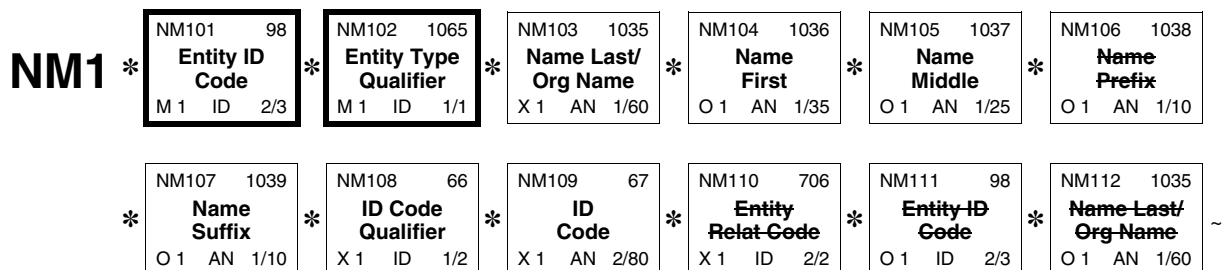 NM101 98 NM102 1065 NM103 1035 NM104 1036 NM105 1037 NM106 1038
NM1 * Entity ID Code * Entity Type Qualifier * Name Last/ Org Name * Name First * Name Middle * Name Prefix
M 1 ID 2/3 M 1 ID 1/1 X 1 AN 1/60 O 1 AN 1/35 O 1 AN 1/25 O 1 AN 1/10
NM107 1039 NM108 66 NM109 67 NM110 706 NM111 98 NM112 1035
* Name Suffix * ID Code Qualifier * ID Code * Entity Relat Code * Entity ID Code * Name Last/ Org Name ~
O 1 AN 1/10 X 1 ID 1/2 X 1 AN 2/80 X 1 ID 2/2 O 1 ID 2/3 O 1 AN 1/60